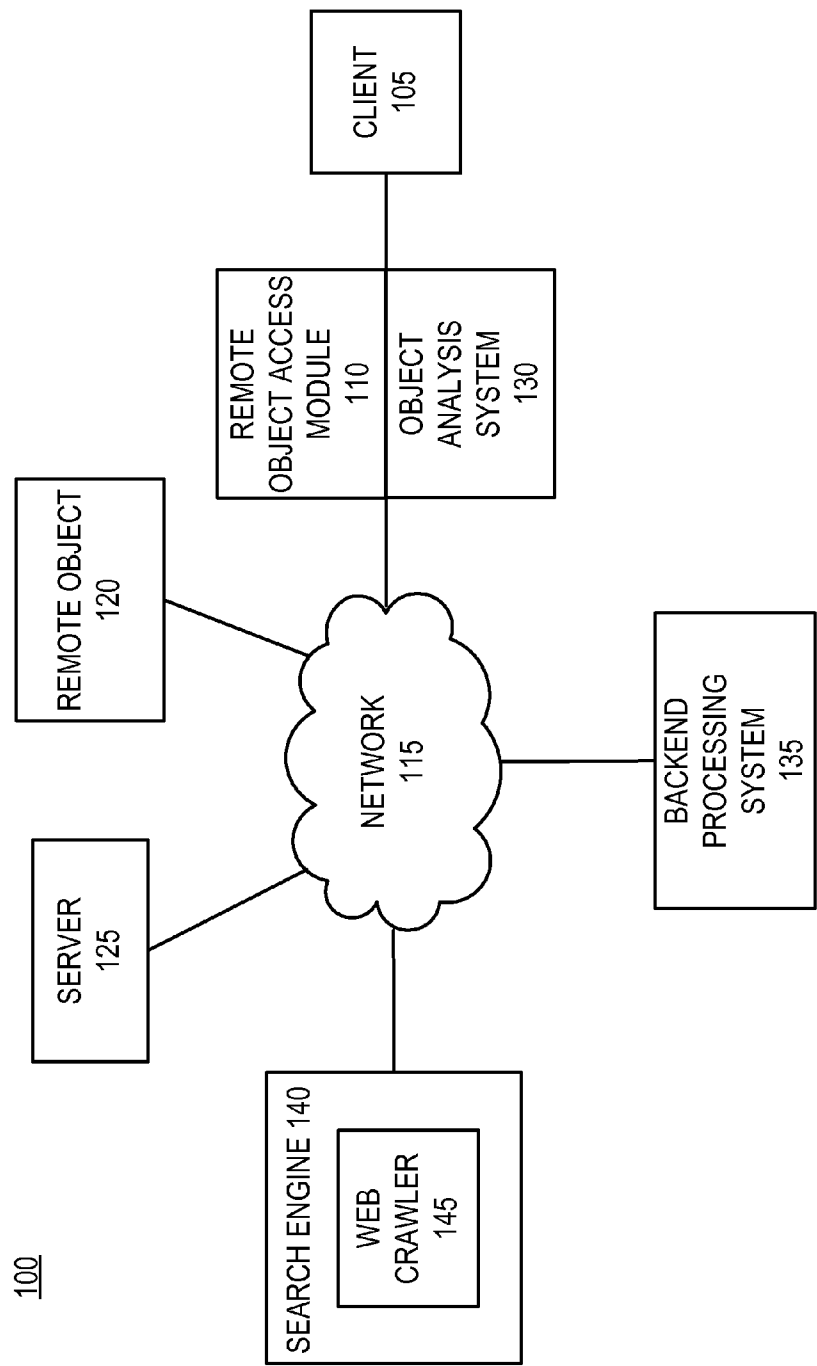 100
SERVER
125
REMOTE OBJECT
120
SEARCH ENGINE 140
WEB
CRAWLER
145
NETWORK
115
REMOTE
OBJECT ACCESS
MODULE
110
OBJECT
ANALYSIS
SYSTEM
130
CLIENT
105
BACKEND
PROCESSING
SYSTEM
135